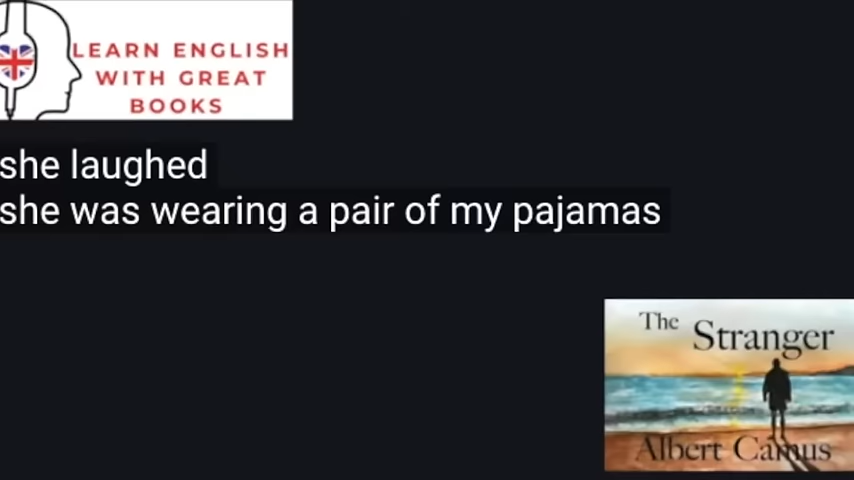 LEARN ENGLISH
WITH GREAT
BOOKS
she laughed
she was wearing a pair of my pajamas
The Stranger
Albert Camus